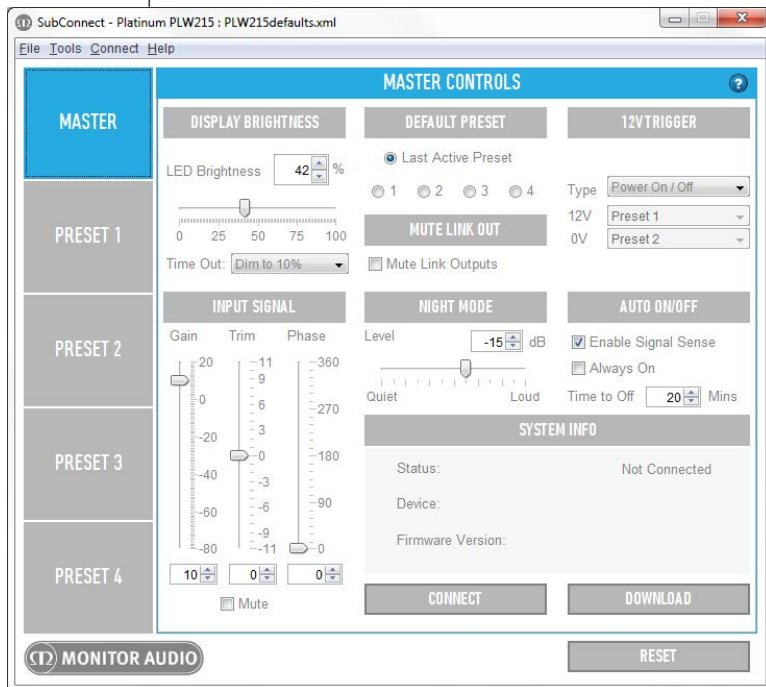 SubConnect - Platinum PLW215 : PLW215defaults.xml
File Tools Connect Help
MASTER
PRESET 1
PRESET 2
PRESET 3
PRESET 4
MASTER CONTROLS
?
DISPLAY BRIGHTNESS
LED Brightness 42 %
0 25 50 75 100
Time Out: Dim to 10%
DEFAULT PRESET
Last Active Preset
1 2 3 4
MUTE LINK OUT
Mute Link Outputs
12V TRIGGER
Type Power On / Off
12V Preset 1
0V Preset 2
INPUT SIGNAL
Gain Trim Phase
20
0
-20
-40
-60
-80
11
9
6
3
0
-3
-6
-9
-11
360
270
180
90
0
10 0 0
Mute
NIGHT MODE
Level -15 dB
Quiet Loud
AUTO ON/OFF
Enable Signal Sense
Always On
Time to Off 20 Mins
SYSTEM INFO
Status: Not Connected
Device:
Firmware Version:
CONNECT
DOWNLOAD
MONITOR AUDIO
RESET